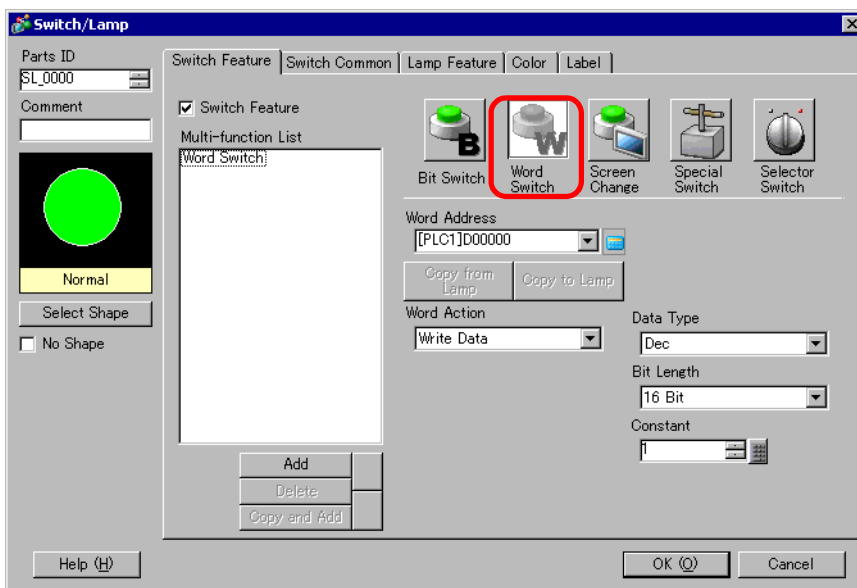 Switch/Lamp
Parts ID
SL_0000
Comment
Normal
Select Shape
No Shape
Switch Feature
Switch Common
Lamp Feature
Color
Label
Switch Feature
Multi-function List
Word Switch
Add
Delete
Copy and Add
B
Bit Switch
W
Word
Switch
Screen
Change
Special
Switch
Selector
Switch
Word Address
[PLC1]D00000
Copy from
Lamp
Copy to Lamp
Word Action
Write Data
Data Type
Dec
Bit Length
16 Bit
Constant
1
Help (H)
OK (O)
Cancel